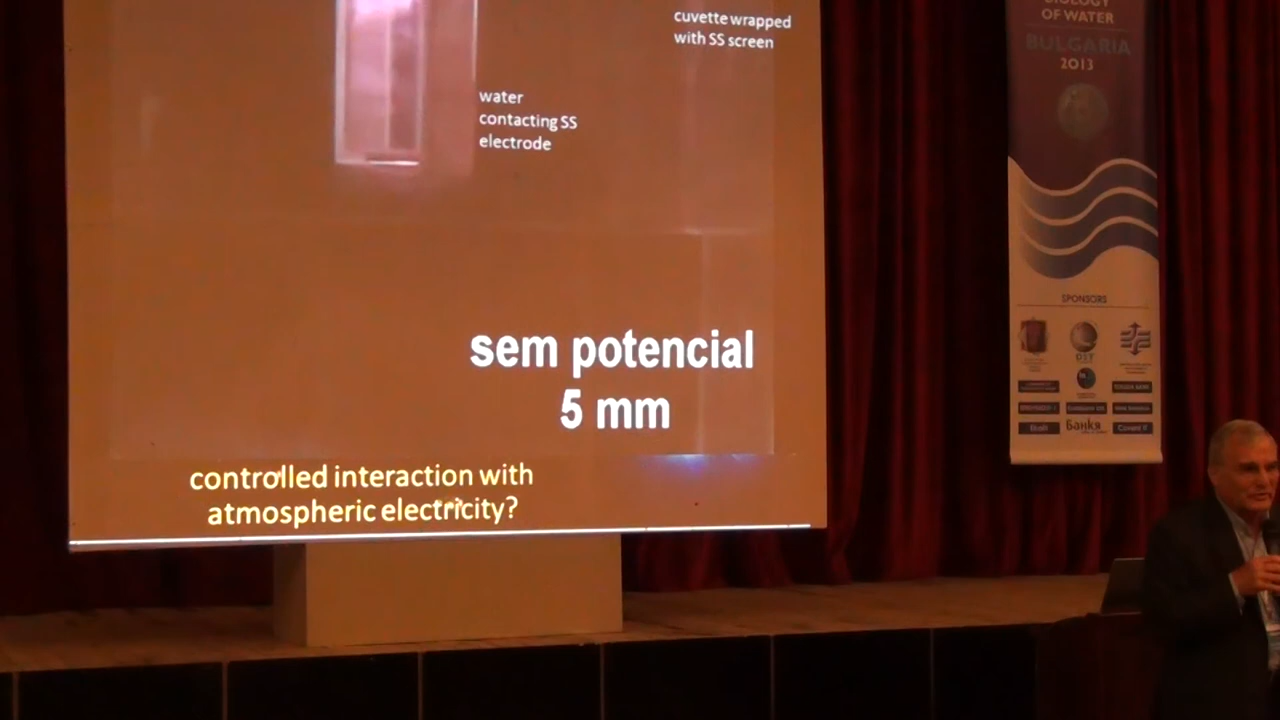 cuvette wrapped
with SS screen
water
contacting SS
electrode
sem potencial
5 mm
controlled interaction with
atmospheric electricity?
OF WATER
BULGARIA
2013
SPONSORS
Банкя